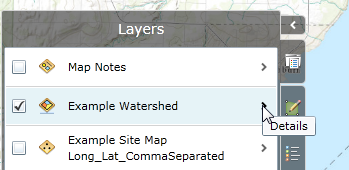 Layers
Map Notes
Example Watershed
Details
Example Site Map
Long_Lat_CommaSeparated